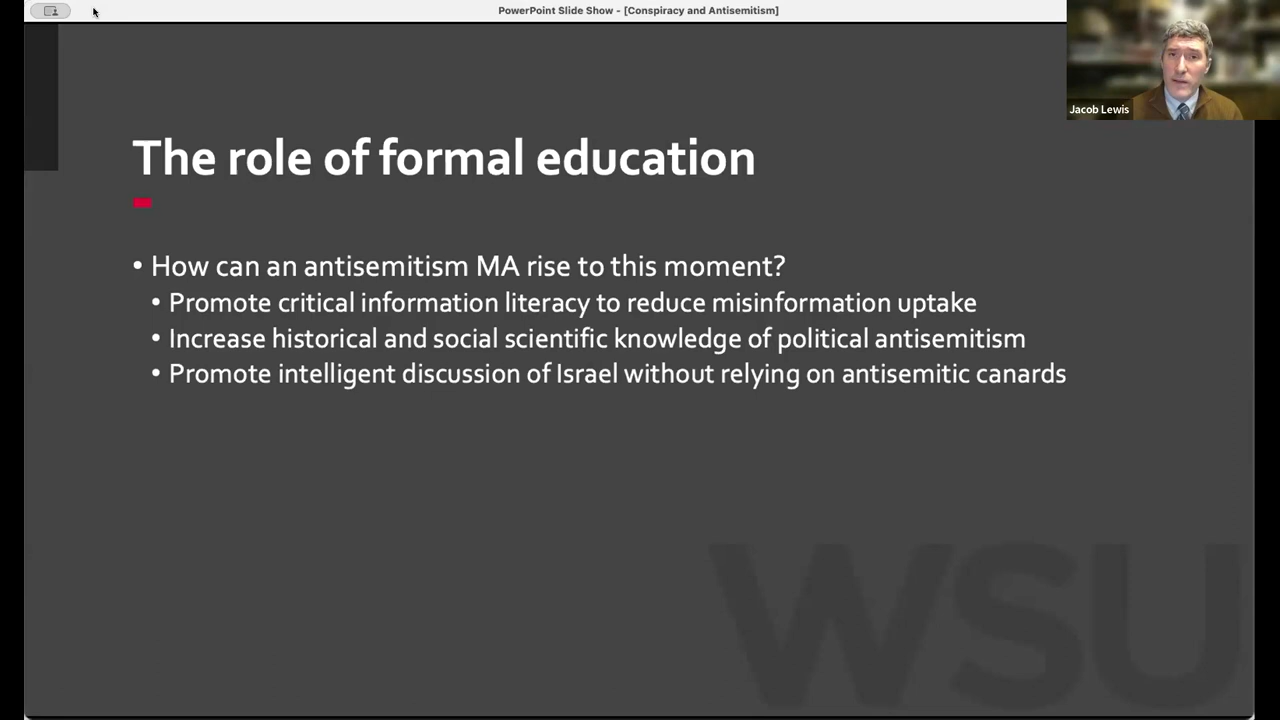 PowerPoint Slide Show - [Conspiracy and Antisemitism]
Jacob Lewis
The role of formal education
• How can an antisemitism MA rise to this moment?
• Promote critical information literacy to reduce misinformation uptake
• Increase historical and social scientific knowledge of political antisemitism
• Promote intelligent discussion of Israel without relying on antisemitic canards
WSU